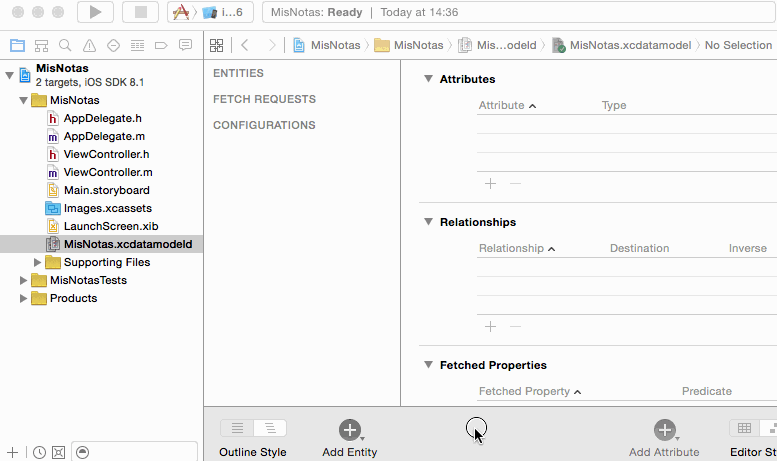 i...6
MisNotas: Ready | Today at 14:36
MisNotas
MisNotas
Mis...odeld
MisNotas.xcdatamodel
No Selection
MisNotas
2 targets, iOS SDK 8.1
MisNotas
AppDelegate.h
AppDelegate.m
ViewController.h
ViewController.m
Main.storyboard
Images.xcassets
LaunchScreen.xib
MisNotas.xcdatamodeld
Supporting Files
MisNotasTests
Products
ENTITIES
FETCH REQUESTS
CONFIGURATIONS
Attributes
Attribute Type
Relationships
Relationship Destination Inverse
Fetched Properties
Fetched Property Predicate
Outline Style
Add Entity
Add Attribute
Editor St